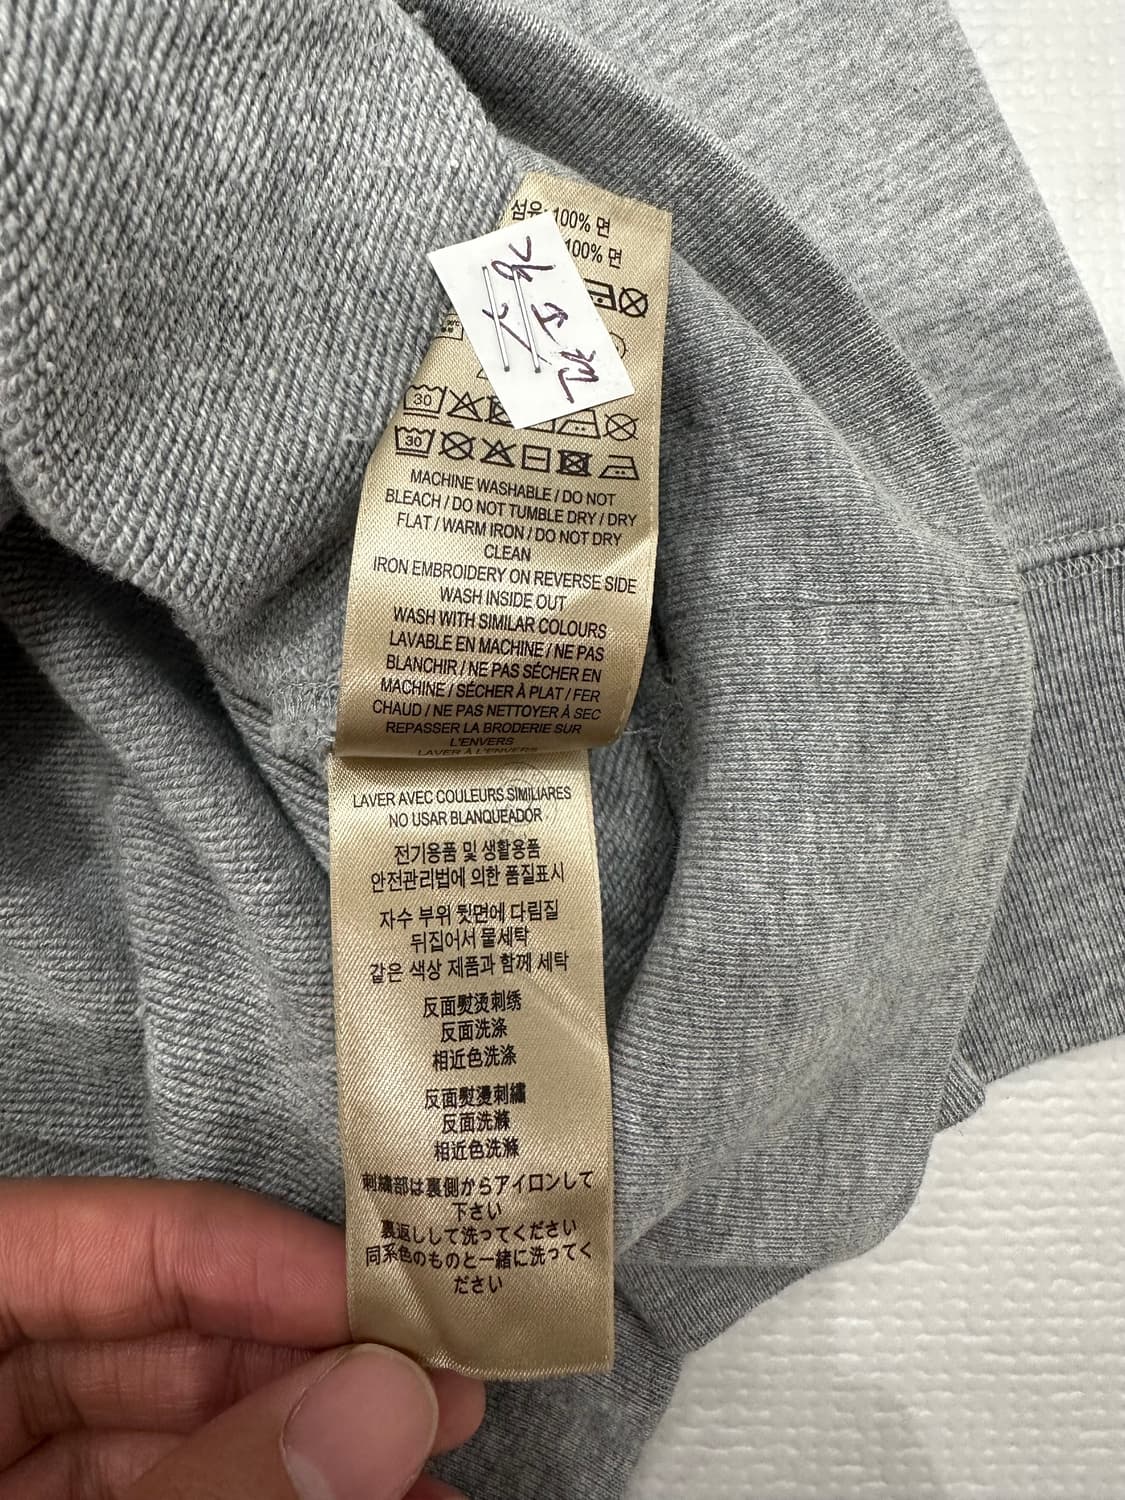 섬유: 100% 면
100% 면
30
30
MACHINE WASHABLE / DO NOT
BLEACH / DO NOT TUMBLE DRY / DRY
FLAT / WARM IRON / DO NOT DRY
CLEAN
IRON EMBROIDERY ON REVERSE SIDE
WASH INSIDE OUT
WASH WITH SIMILAR COLOURS
LAVABLE EN MACHINE / NE PAS
BLANCHIR / NE PAS SÉCHER EN
MACHINE / SÉCHER À PLAT / FER
CHAUD / NE PAS NETTOYER À SEC
REPASSER LA BRODERIE SUR
L'ENVERS
LAVER À L'ENVERS
LAVER AVEC COULEURS SIMILIARES
NO USAR BLANQUEADOR
전기용품 및 생활용품
안전관리법에 의한 품질표시
자수 부위 뒷면에 다림질
뒤집어서 물세탁
같은 색상 제품과 함께 세탁
反面熨烫刺绣
反面洗涤
相近色洗涤
反面熨燙刺繡
反面洗滌
相近色洗滌
刺繍部は裏側からアイロンして
下さい
裏返しして洗ってください
同系色のものと一緒に洗ってく
ださい